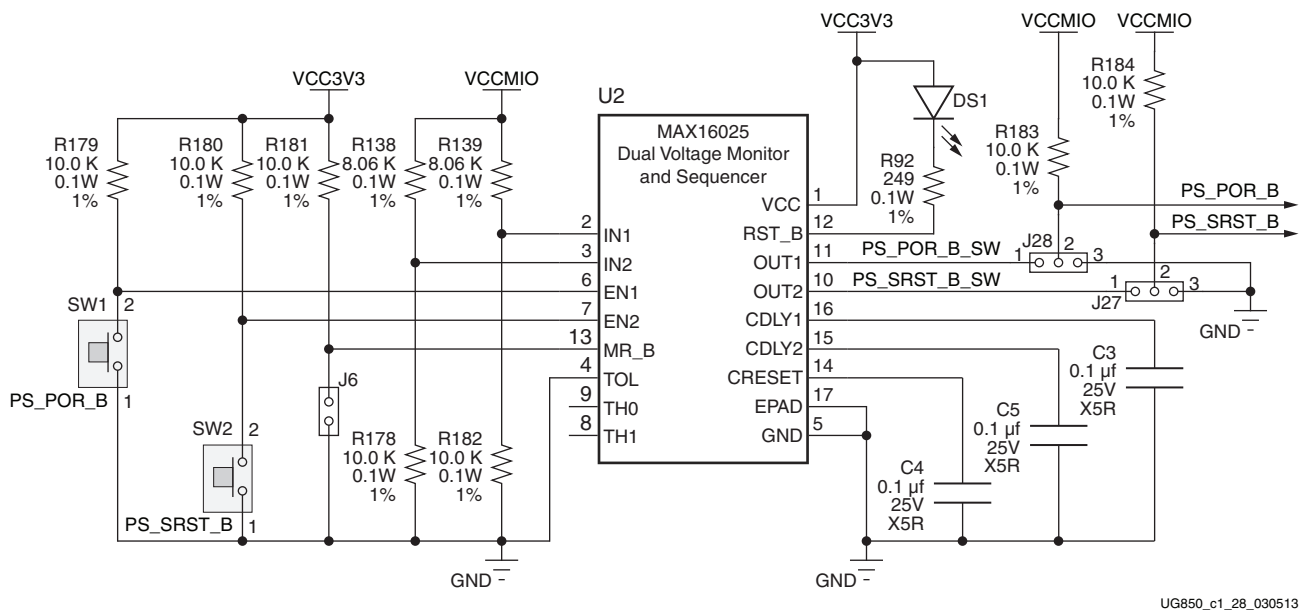 VCC3V3
VCCMIO
VCCMIO
VCC3V3
VCCMIO
R184
10.0 K
0.1W
1%
U2
DS1
R183
10.0 K
0.1W
1%
R179
10.0 K
0.1W
1%
R180
10.0 K
0.1W
1%
R181
10.0 K
0.1W
1%
R138
8.06 K
0.1W
1%
R139
8.06 K
0.1W
1%
MAX16025
Dual Voltage Monitor
and Sequencer
R92
249
0.1W
1%
PS_POR_B
PS_SRST_B
2 IN1
3 IN2
6 EN1
7 EN2
13 MR_B
4 TOL
9 TH0
8 TH1
VCC 1
RST_B 12
OUT1 11 PS_POR_B_SW
OUT2 10 PS_SRST_B_SW
CDLY1 16
CDLY2 15
CRESET 14
EPAD 17
GND 5
J28
1 2 3
1 2 3
J27
GND
SW1 2
PS_POR_B 1
SW2 2
PS_SRST_B 1
J6
R178
10.0 K
0.1W
1%
R182
10.0 K
0.1W
1%
C3
0.1 µf
25V
X5R
C5
0.1 µf
25V
X5R
C4
0.1 µf
25V
X5R
GND
GND
UG850_c1_28_030513